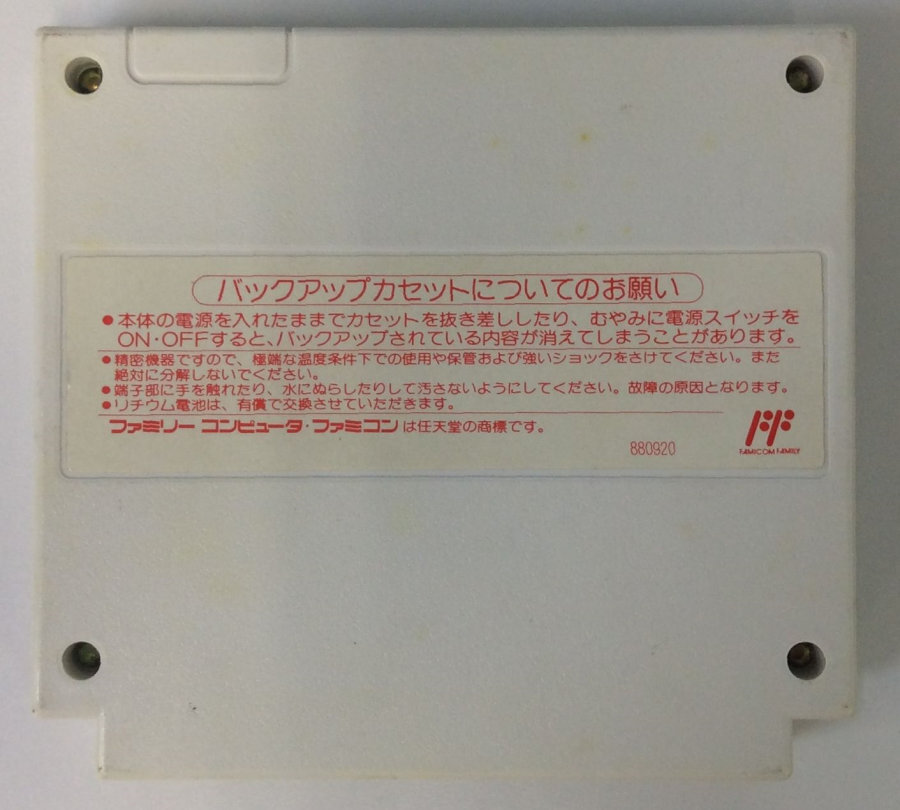 バックアップカセットについてのお願い
●本体の電源を入れたままでカセットを抜き差ししたり、むやみに電源スイッチを
ON・OFFすると、バックアップされている内容が消えてしまうことがあります。
●精密機器ですので、極端な温度条件下での使用や保管および強いショックをさけてください。また
絶対に分解しないでください。
●端子部に手を触れたり、水にぬらしたりして汚さないようにしてください。故障の原因となります。
●リチウム電池は、有償で交換させていただきます。
ファミリー コンピュータ・ファミコンは任天堂の商標です。
880920
FAMICOM FAMILY